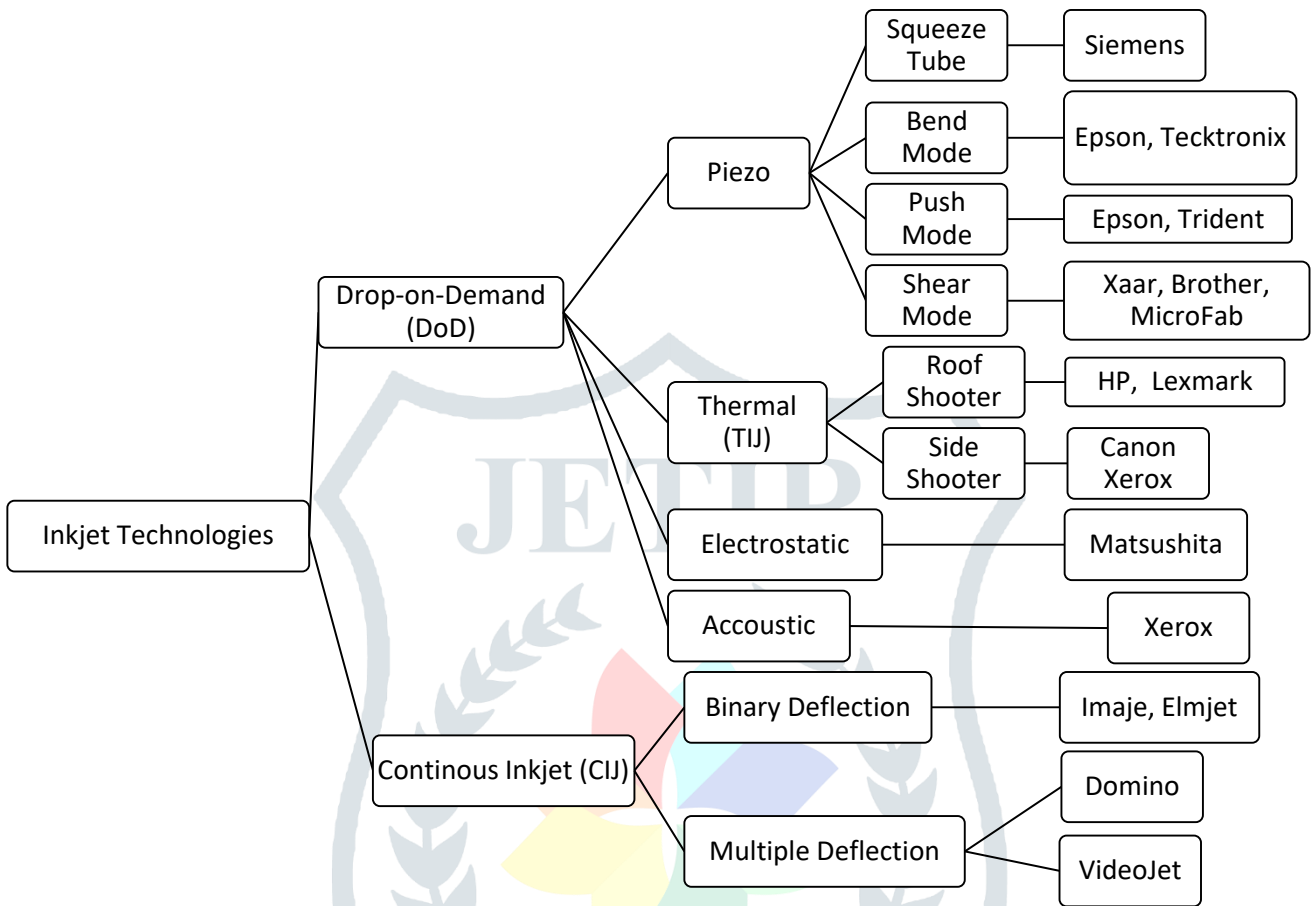 Squeeze
Tube
Siemens
Bend
Mode
Epson, Tecktronix
Piezo
Push
Mode
Epson, Trident
Shear
Mode
Xaar, Brother,
MicroFab
Drop-on-Demand
(DoD)
Roof
Shooter
HP, Lexmark
Thermal
(TIJ)
Side
Shooter
Canon
Xerox
JETIR
Inkjet Technologies
Electrostatic
Matsushita
Accoustic
Xerox
Binary Deflection
Imaje, Elmjet
Continous Inkjet (CIJ)
Domino
Multiple Deflection
VideoJet